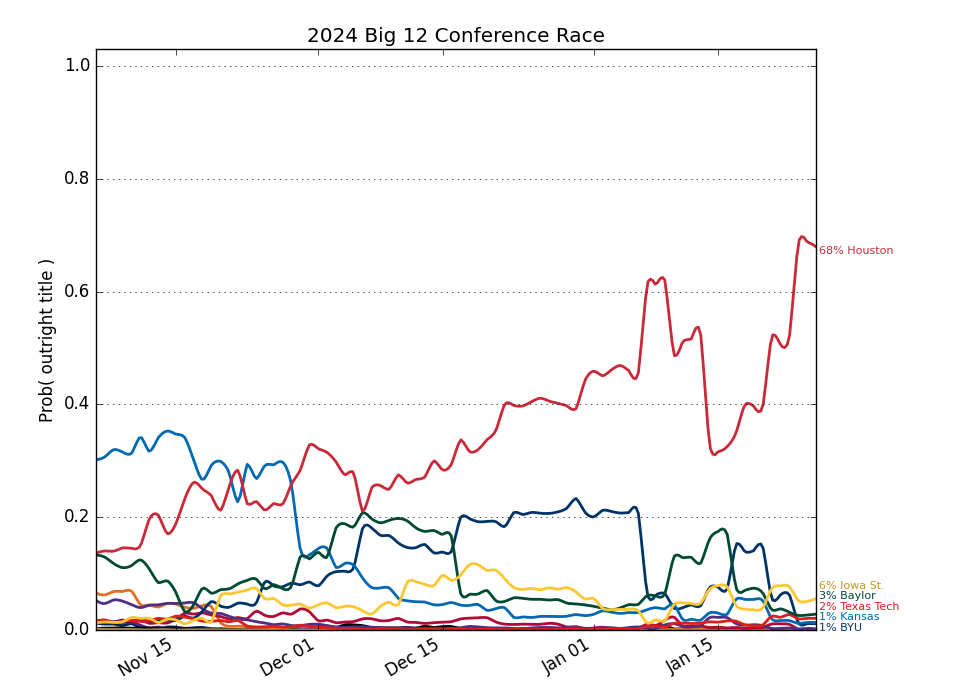 2024 Big 12 Conference Race
Prob( outright title )
1.0
0.8
0.6
0.4
0.2
0.0
Nov 15
Dec 01
Dec 15
Jan 01
Jan 15
68% Houston
6% Iowa St.
3% Baylor
2% Texas Tech
1% Kansas
1% BYU